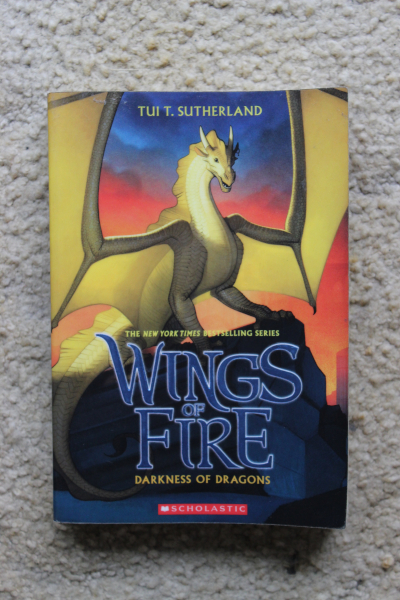 TUI T. SUTHERLAND
THE NEW YORK TIMES BESTSELLING SERIES
WINGS
OF
FIRE
DARKNESS OF DRAGONS
SCHOLASTIC